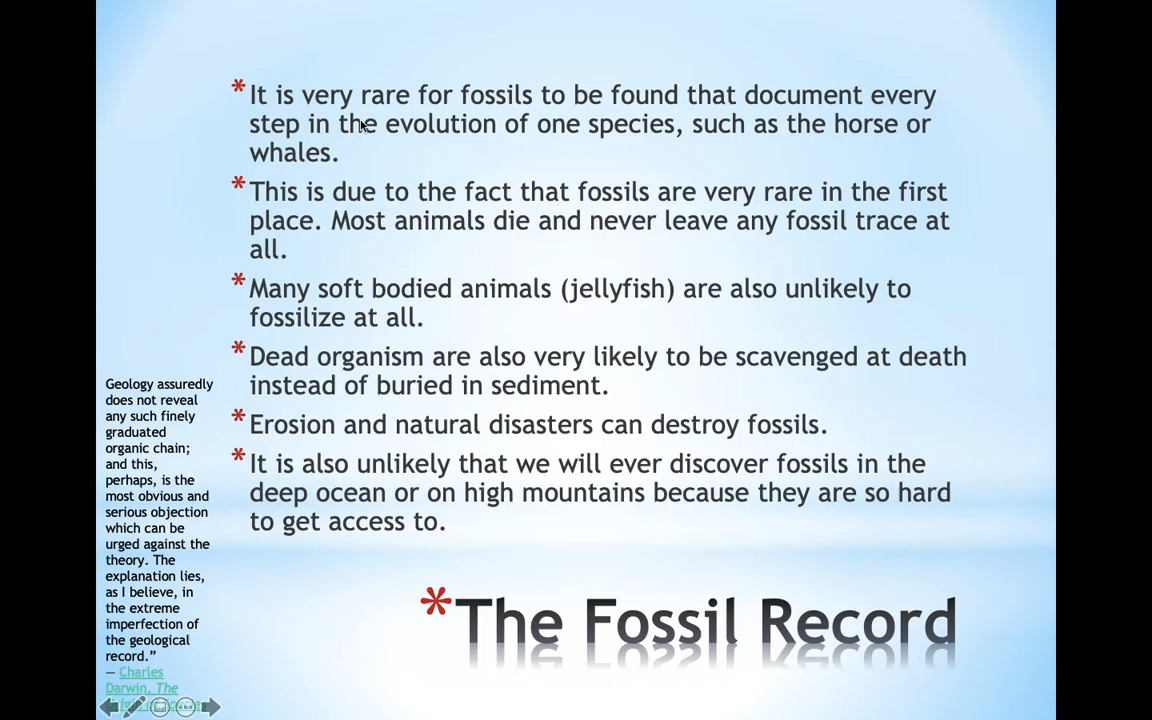 * It is very rare for fossils to be found that document every
step in the evolution of one species, such as the horse or
whales.
* This is due to the fact that fossils are very rare in the first
place. Most animals die and never leave any fossil trace at
all.
* Many soft bodied animals (jellyfish) are also unlikely to
fossilize at all.
* Dead organism are also very likely to be scavenged at death
instead of buried in sediment.
* Erosion and natural disasters can destroy fossils.
* It is also unlikely that we will ever discover fossils in the
deep ocean or on high mountains because they are so hard
to get access to.
Geology assuredly
does not reveal
any such finely
graduated
organic chain;
and this,
perhaps, is the
most obvious and
serious objection
which can be
urged against the
theory. The
explanation lies,
as I believe, in
the extreme
imperfection of
the geological
record.”
― Charles
Darwin, The
* The Fossil Record